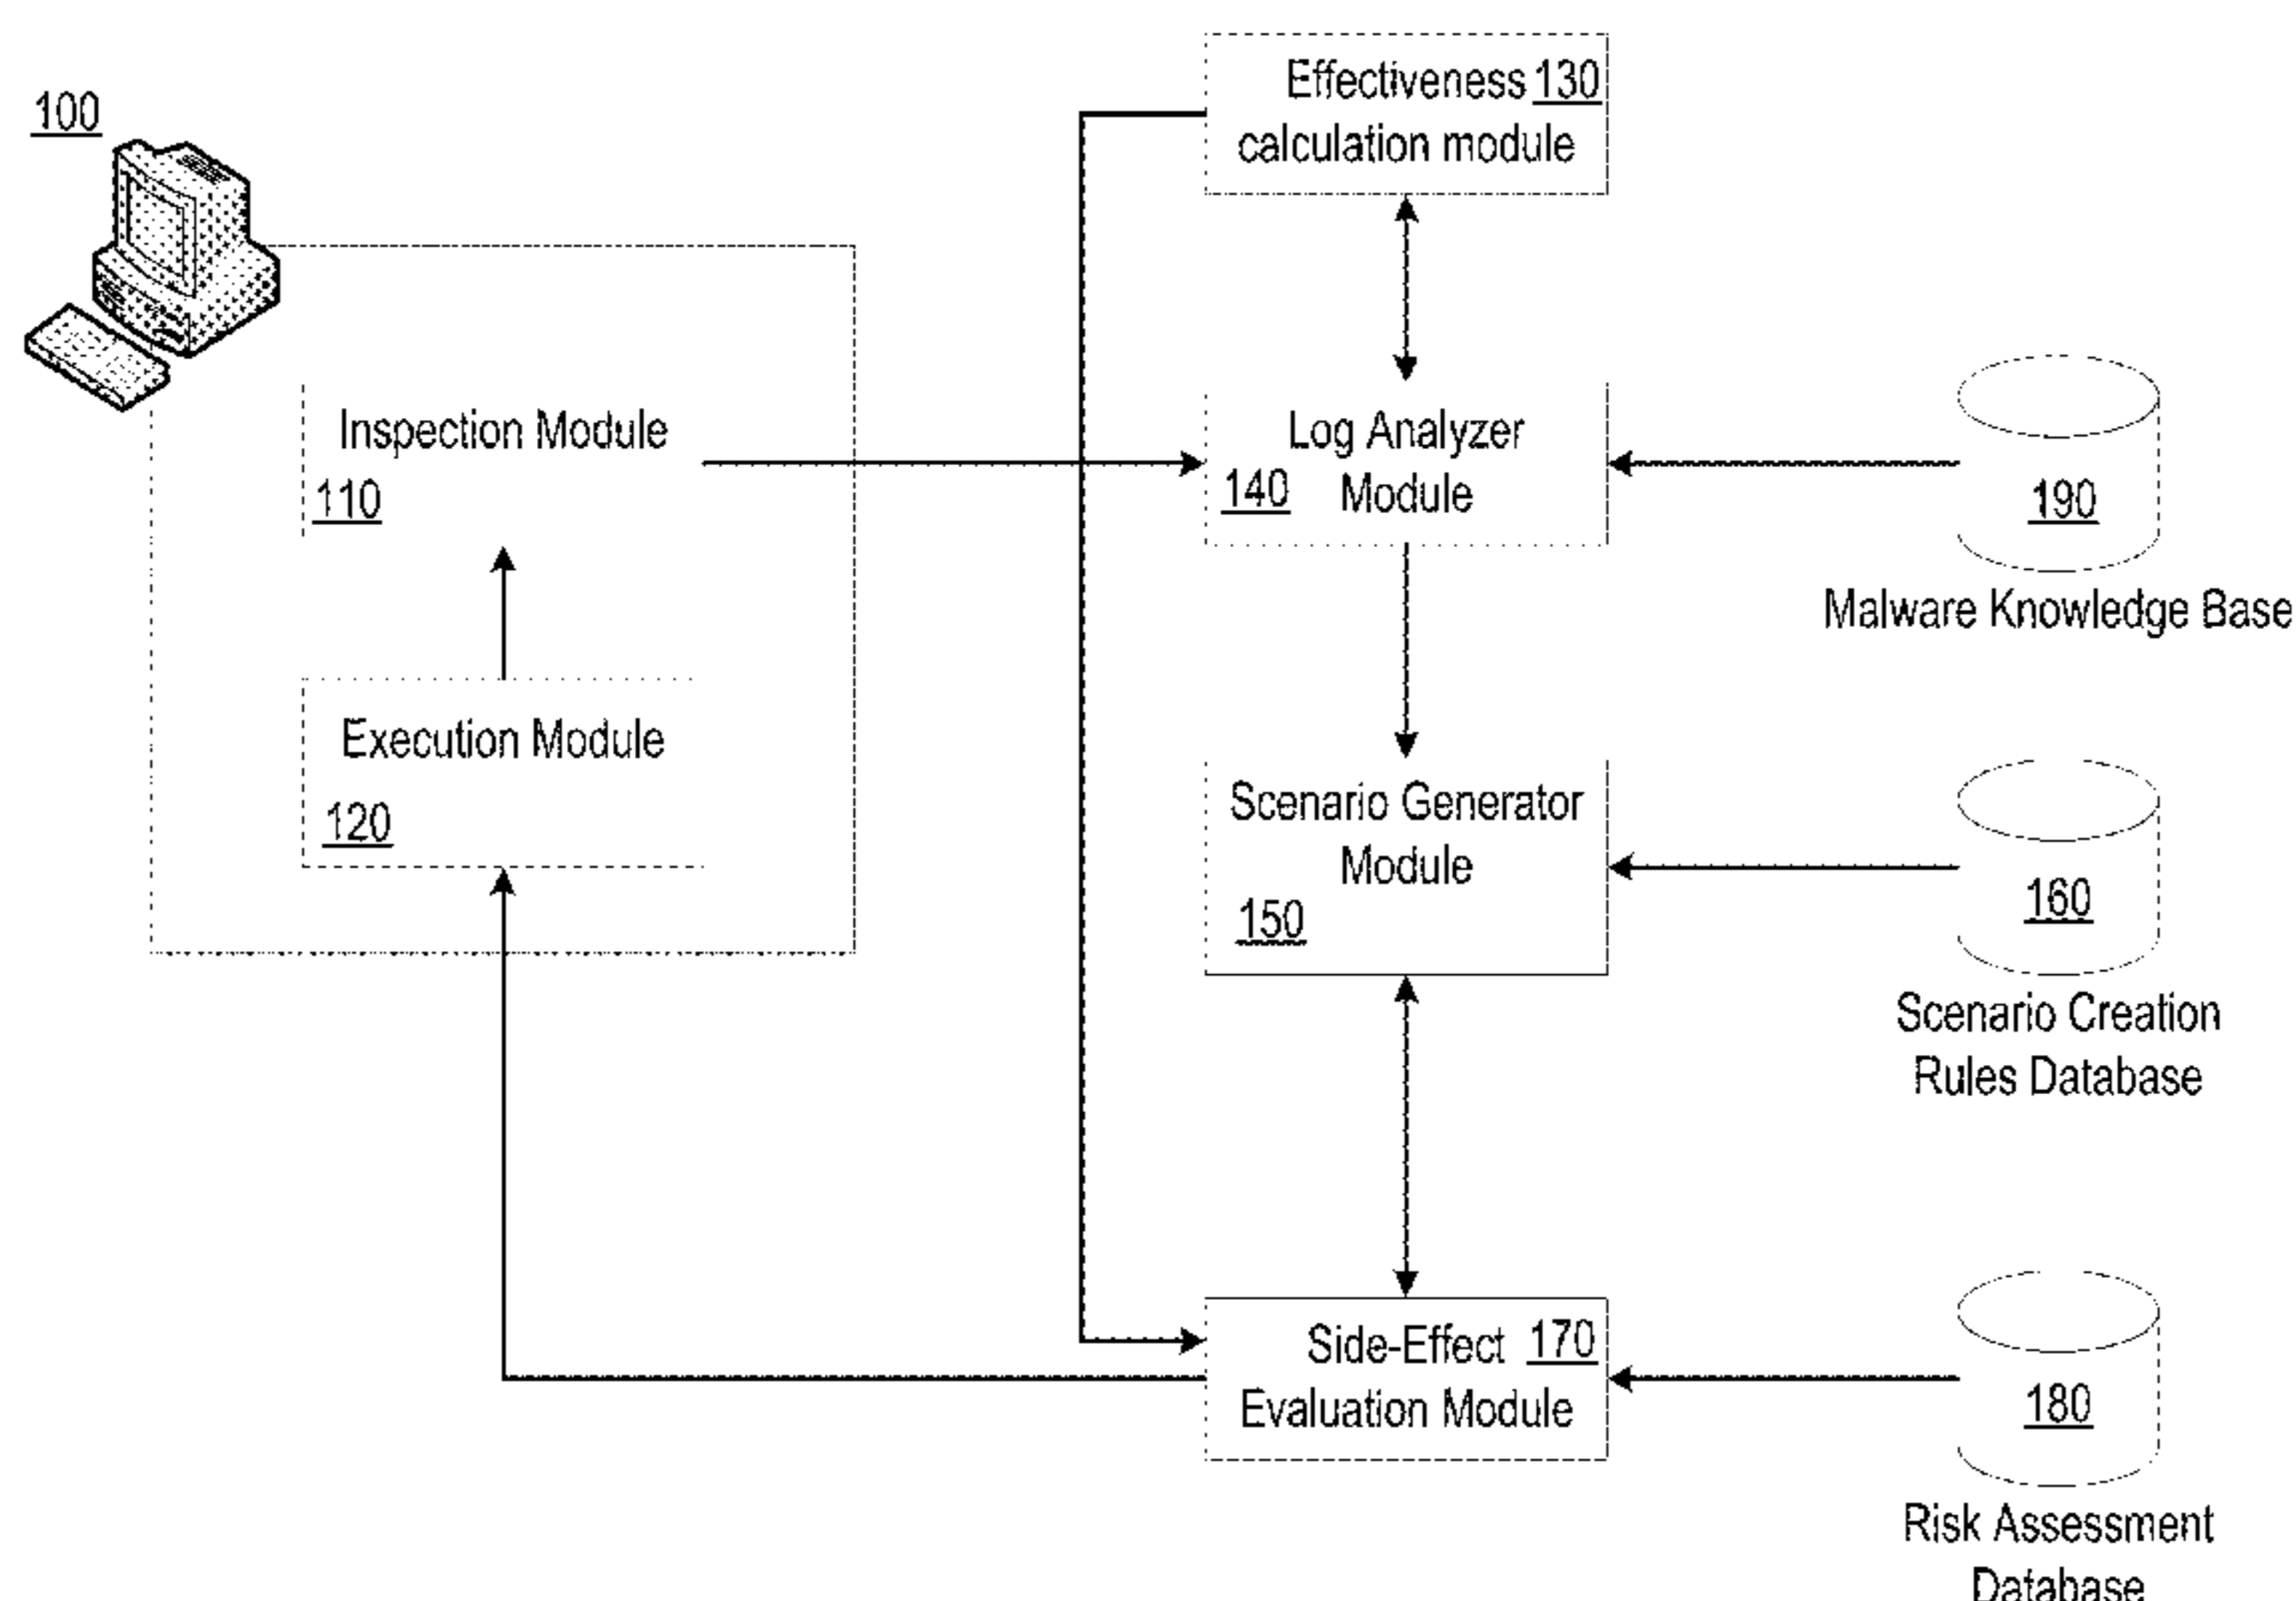 100
Effectiveness 130
calculation module
Inspection Module
110
Log Analyzer
140 Module
190
Malware Knowledge Base
Execution Module
120
Scenario Generator
Module
150
160
Scenario Creation
Rules Database
Side-Effect 170
Evaluation Module
180
Risk Assessment
Database